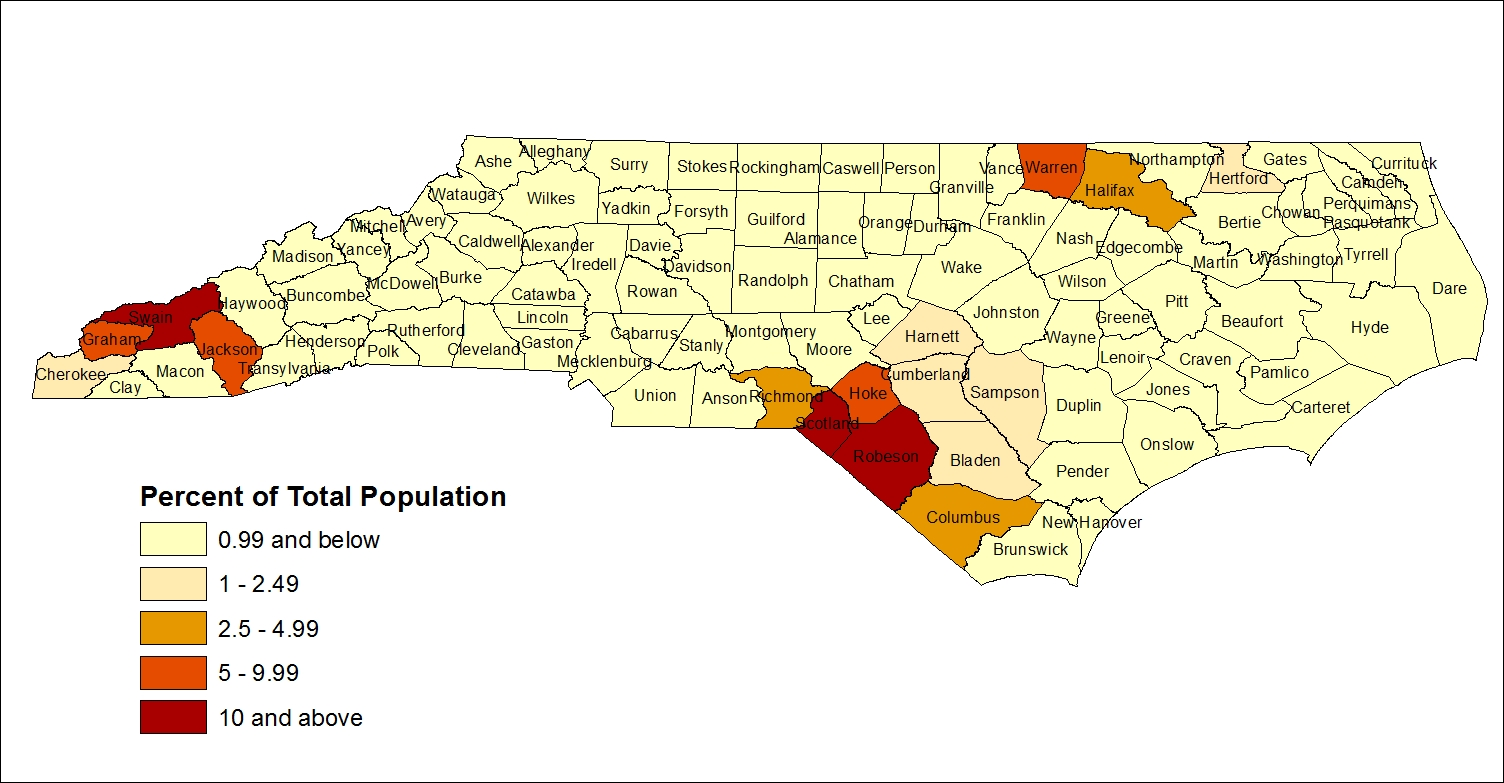 Ashe
Alleghany
Surry
Stokes
Rockingham
Caswell
Person
Granville
Vance
Warren
Northampton
Halifax
Hertford
Gates
Currituck
Camden
Perquimans
Pasquotank
Chowan
Bertie
Watauga
Wilkes
Yadkin
Forsyth
Guilford
Alamance
Orange
Durham
Franklin
Nash
Edgecombe
Martin
Washington
Tyrrell
Dare
Mitchell
Avery
Yancey
Madison
Caldwell
Alexander
Iredell
Davie
Davidson
Randolph
Chatham
Wake
Wilson
Pitt
Beaufort
Hyde
Swain
Haywood
Buncombe
McDowell
Burke
Catawba
Rowan
Lincoln
Graham
Jackson
Henderson
Polk
Rutherford
Cleveland
Gaston
Mecklenburg
Cabarrus
Stanly
Montgomery
Moore
Lee
Harnett
Johnston
Wayne
Greene
Lenoir
Craven
Pamlico
Cherokee
Clay
Macon
Transylvania
Union
Anson
Richmond
Scotland
Hoke
Cumberland
Sampson
Duplin
Jones
Carteret
Onslow
Robeson
Bladen
Pender
Columbus
New Hanover
Brunswick
Percent of Total Population
0.99 and below
1 - 2.49
2.5 - 4.99
5 - 9.99
10 and above